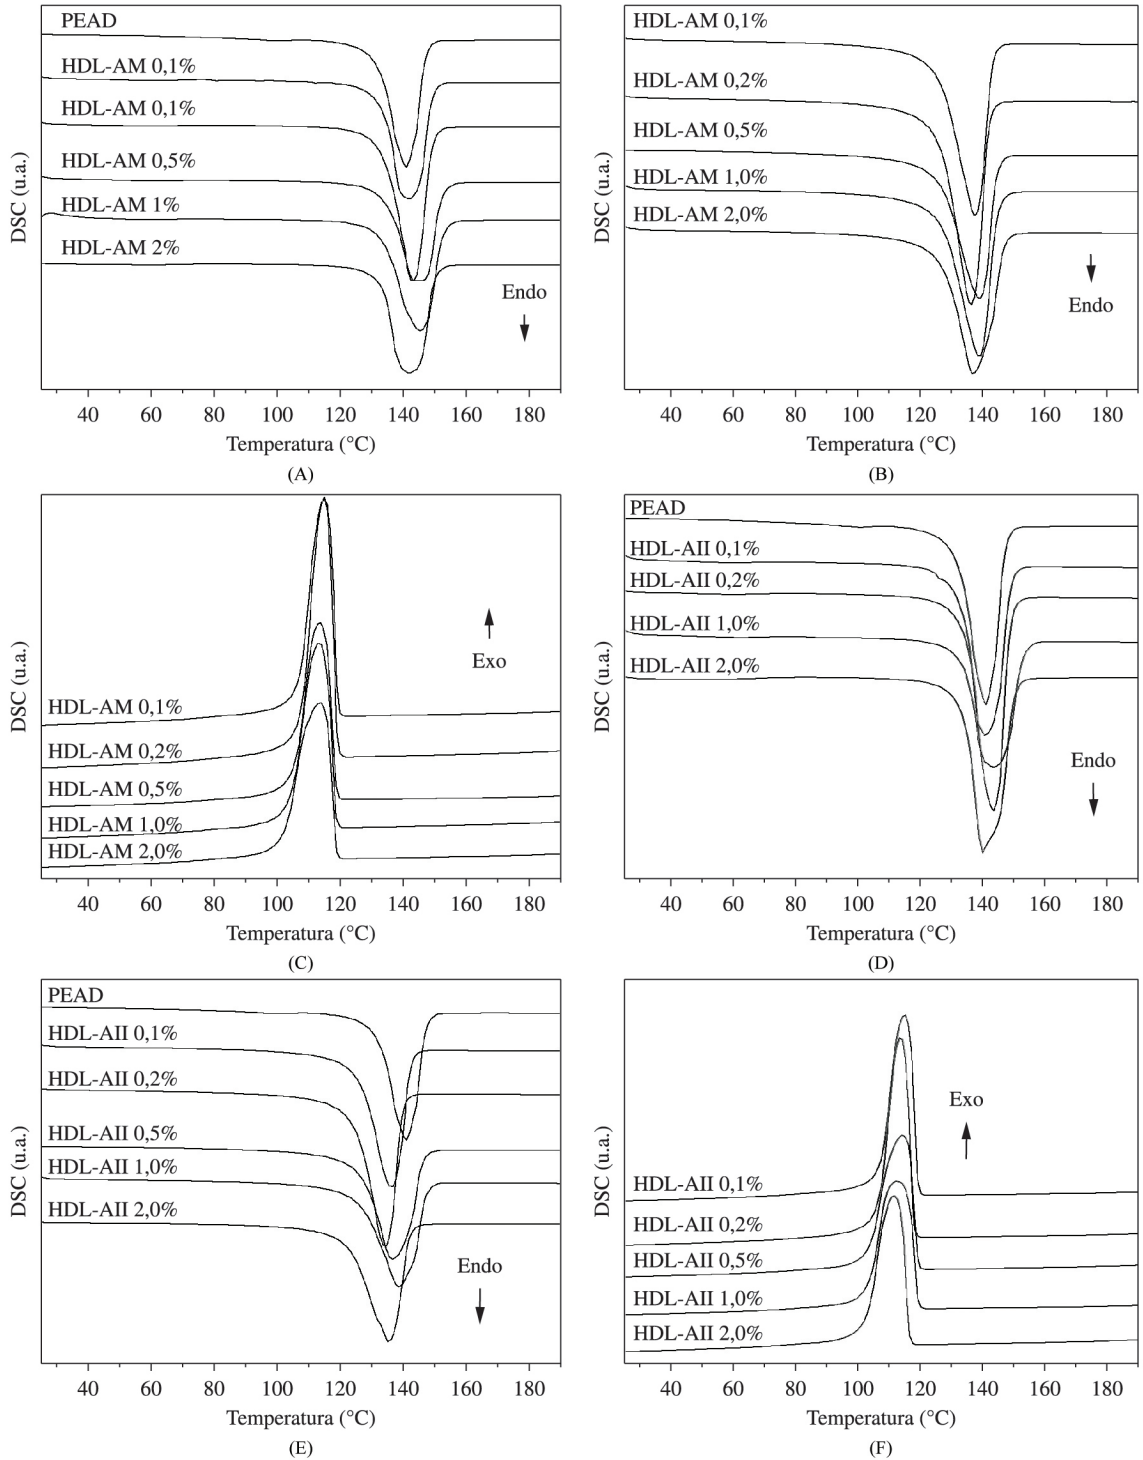 PEAD
HDL-AM 0,1%
HDL-AM 0,1%
HDL-AM 0,5%
HDL-AM 1%
HDL-AM 2%
Endo
DSC (u.a.)
40 60 80 100 120 140 160 180
Temperatura (°C)
(A)
HDL-AM 0,1%
HDL-AM 0,2%
HDL-AM 0,5%
HDL-AM 1,0%
HDL-AM 2,0%
Endo
DSC (u.a.)
40 60 80 100 120 140 160 180
Temperatura (°C)
(B)
Exo
HDL-AM 0,1%
HDL-AM 0,2%
HDL-AM 0,5%
HDL-AM 1,0%
HDL-AM 2,0%
DSC (u.a.)
40 60 80 100 120 140 160 180
Temperatura (°C)
(C)
PEAD
HDL-AII 0,1%
HDL-AII 0,2%
HDL-AII 1,0%
HDL-AII 2,0%
Endo
DSC (u.a.)
40 60 80 100 120 140 160 180
Temperatura (°C)
(D)
PEAD
HDL-AII 0,1%
HDL-AII 0,2%
HDL-AII 0,5%
HDL-AII 1,0%
HDL-AII 2,0%
Endo
DSC (u.a.)
40 60 80 100 120 140 160 180
Temperatura (°C)
(E)
Exo
HDL-AII 0,1%
HDL-AII 0,2%
HDL-AII 0,5%
HDL-AII 1,0%
HDL-AII 2,0%
DSC (u.a.)
40 60 80 100 120 140 160 180
Temperatura (°C)
(F)